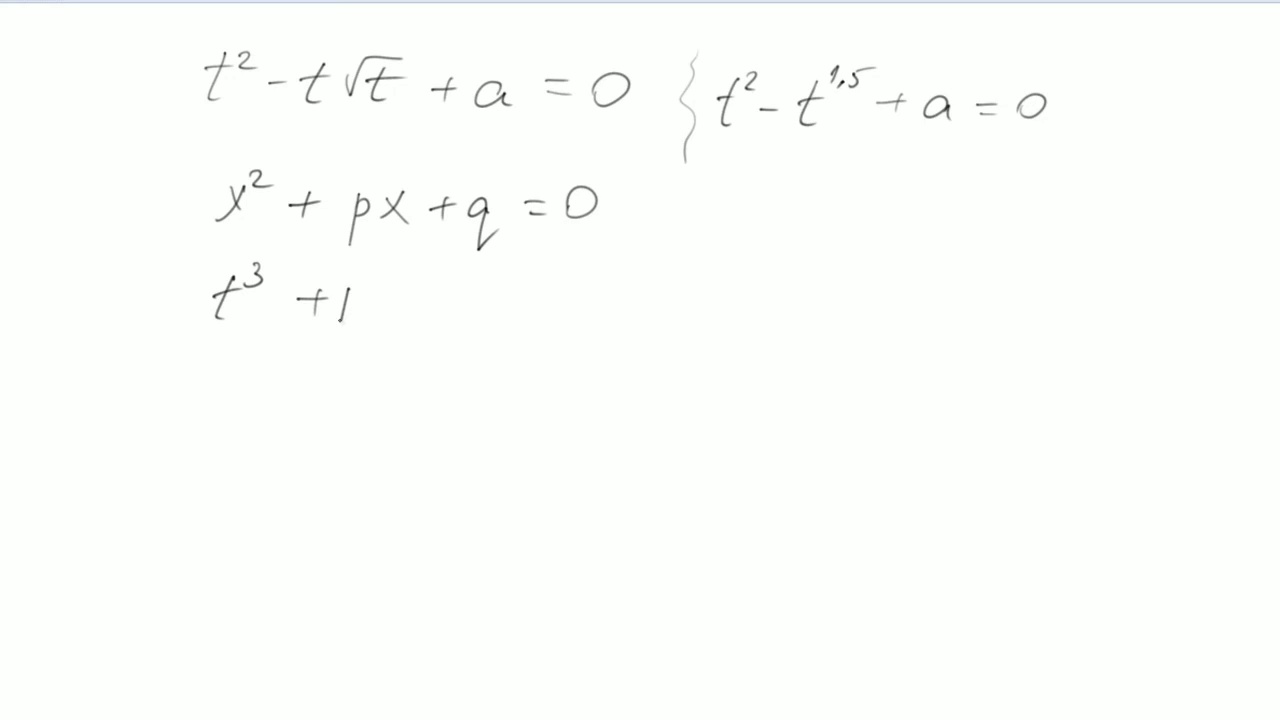 t² - t√t + a = 0 { t² - t^1,5 + a = 0
x² + px + q = 0
t³ + 1